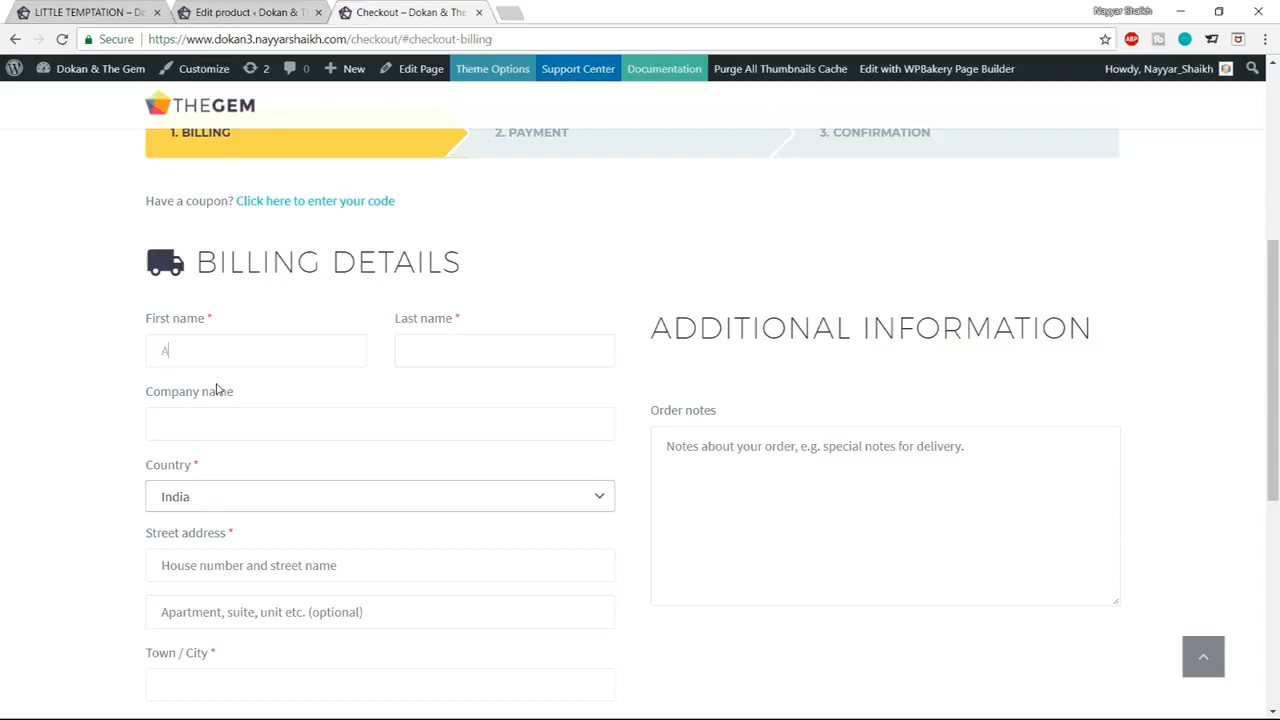 LITTLE TEMPTATION – Do
Edit product ‹ Dokan & T
Checkout – Dokan & The
Nayyar Shaikh
Secure
https://www.dokan3.nayyarshaikh.com/checkout/#checkout-billing
Dokan & The Gem
Customize
2
0
New
Edit Page
Theme Options
Support Center
Documentation
Purge All Thumbnails Cache
Edit with WPBakery Page Builder
Howdy, Nayyar_Shaikh
THEGEM
1. BILLING
2. PAYMENT
3. CONFIRMATION
Have a coupon? Click here to enter your code
BILLING DETAILS
First name *
Last name *
A
Company name
Country *
India
Street address *
House number and street name
Apartment, suite, unit etc. (optional)
Town / City *
ADDITIONAL INFORMATION
Order notes
Notes about your order, e.g. special notes for delivery.